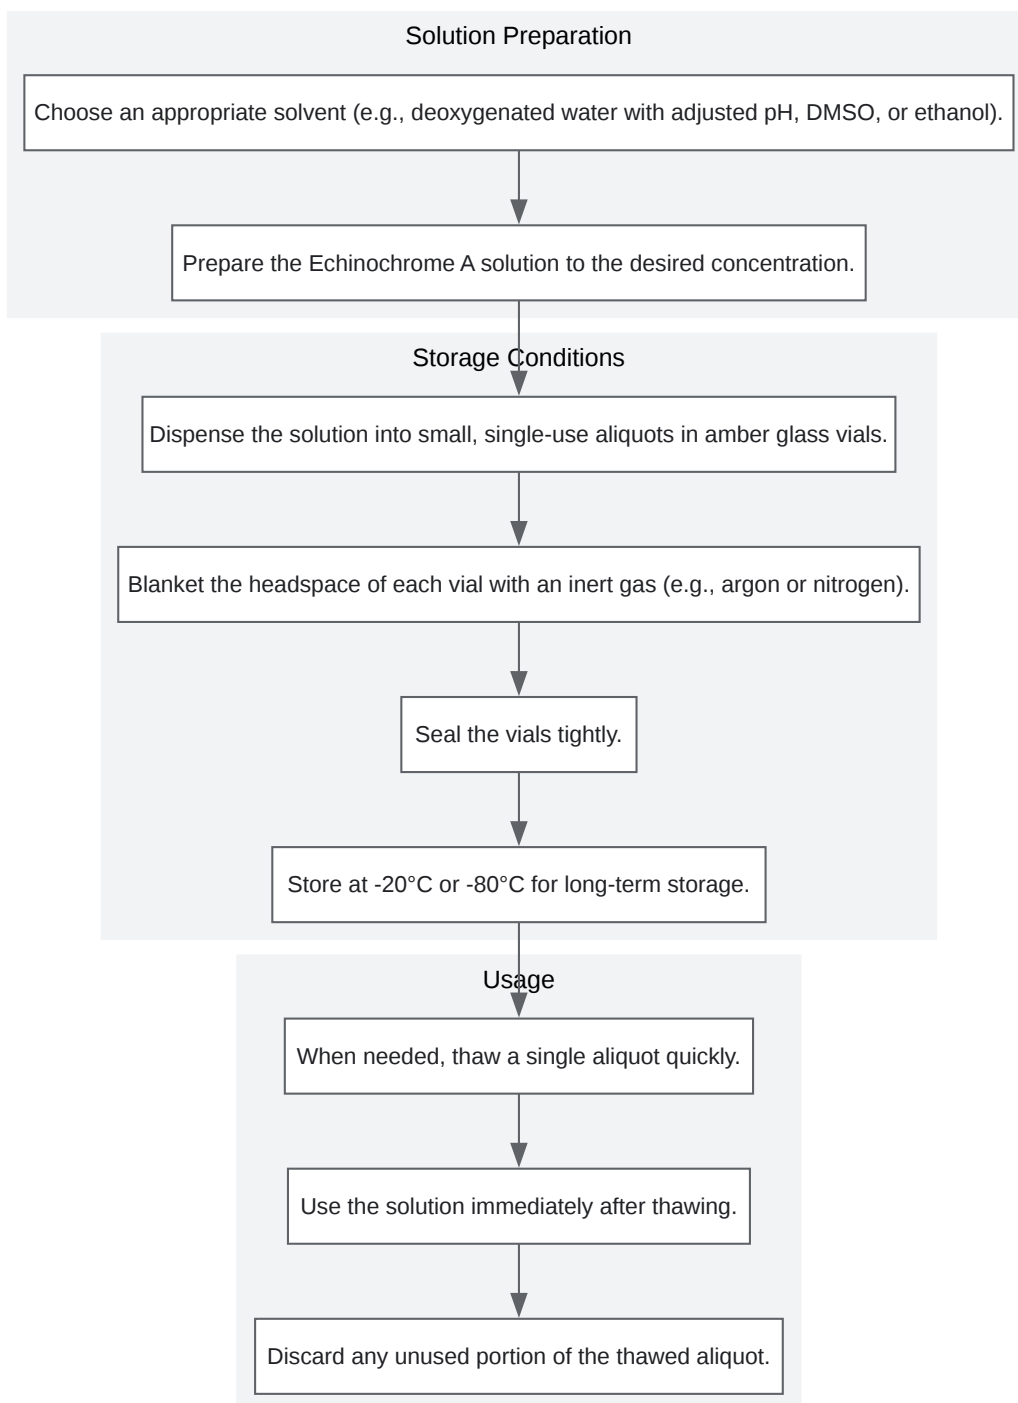 Solution Preparation
Choose an appropriate solvent (e.g., deoxygenated water with adjusted pH, DMSO, or ethanol).
Prepare the Echinochrome A solution to the desired concentration.
Storage Conditions
Dispense the solution into small, single-use aliquots in amber glass vials.
Blanket the headspace of each vial with an inert gas (e.g., argon or nitrogen).
Seal the vials tightly.
Store at -20°C or -80°C for long-term storage.
Usage
When needed, thaw a single aliquot quickly.
Use the solution immediately after thawing.
Discard any unused portion of the thawed aliquot.